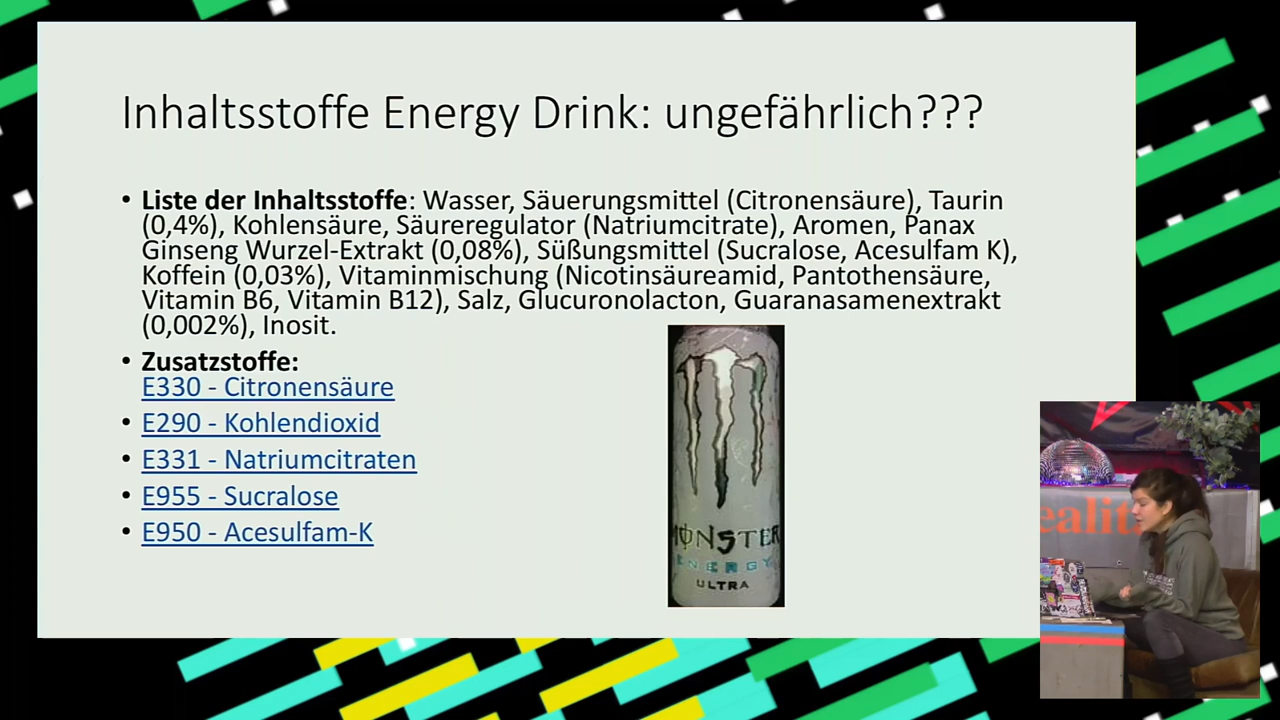 Inhaltsstoffe Energy Drink: ungefährlich???
• Liste der Inhaltsstoffe: Wasser, Säuerungsmittel (Citronensäure), Taurin
(0,4%), Kohlensäure, Säureregulator (Natriumcitrate), Aromen, Panax
Ginseng Wurzel-Extrakt (0,08%), Süßungsmittel (Sucralose, Acesulfam K),
Koffein (0,03%), Vitaminmischung (Nicotinsäureamid, Pantothensäure,
Vitamin B6, Vitamin B12), Salz, Glucuronolacton, Guaranasamenextrakt
(0,002%), Inosit.
• Zusatzstoffe:
E330 - Citronensäure
• E290 - Kohlendioxid
• E331 - Natriumcitraten
• E955 - Sucralose
• E950 - Acesulfam-K
MONSTER
ENERGY
ULTRA